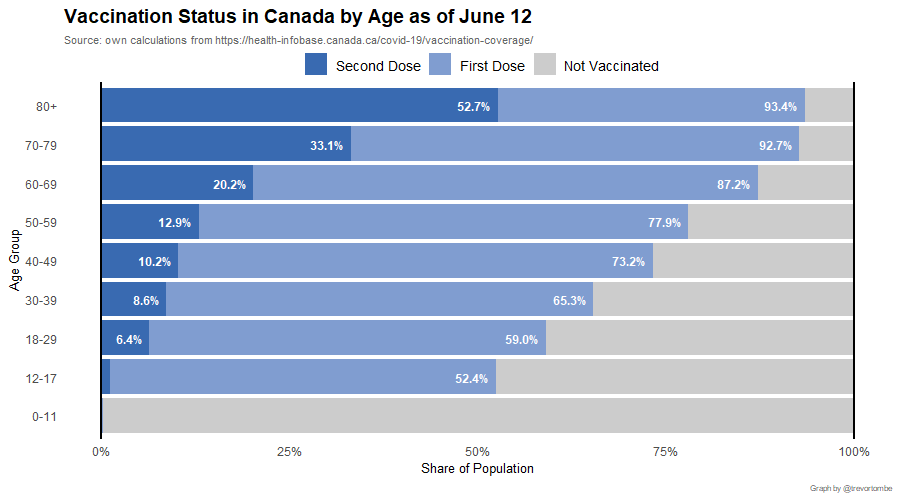 Vaccination Status in Canada by Age as of June 12
Source: own calculations from https://health-infobase.canada.ca/covid-19/vaccination-coverage/
Second Dose First Dose Not Vaccinated
80+ 52.7% 93.4%
70-79 33.1% 92.7%
60-69 20.2% 87.2%
50-59 12.9% 77.9%
40-49 10.2% 73.2%
30-39 8.6% 65.3%
18-29 6.4% 59.0%
12-17 52.4%
0-11
Age Group
0% 25% 50% 75% 100%
Share of Population
Graph by @trevortombe